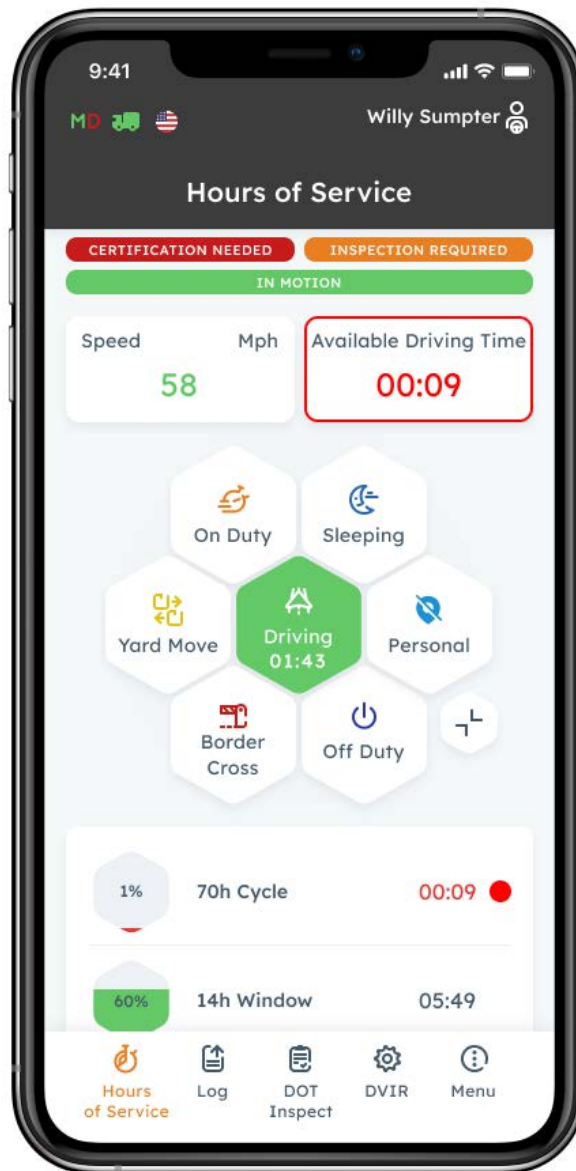 9:41
MD
Willy Sumpter
Hours of Service
CERTIFICATION NEEDED
INSPECTION REQUIRED
IN MOTION
Speed Mph
58
Available Driving Time
00:09
On Duty
Sleeping
Yard Move
Driving
01:43
Personal
Border
Cross
Off Duty
1% 70h Cycle 00:09
60% 14h Window 05:49
Hours
of Service
Log
DOT
Inspect
DVIR
Menu